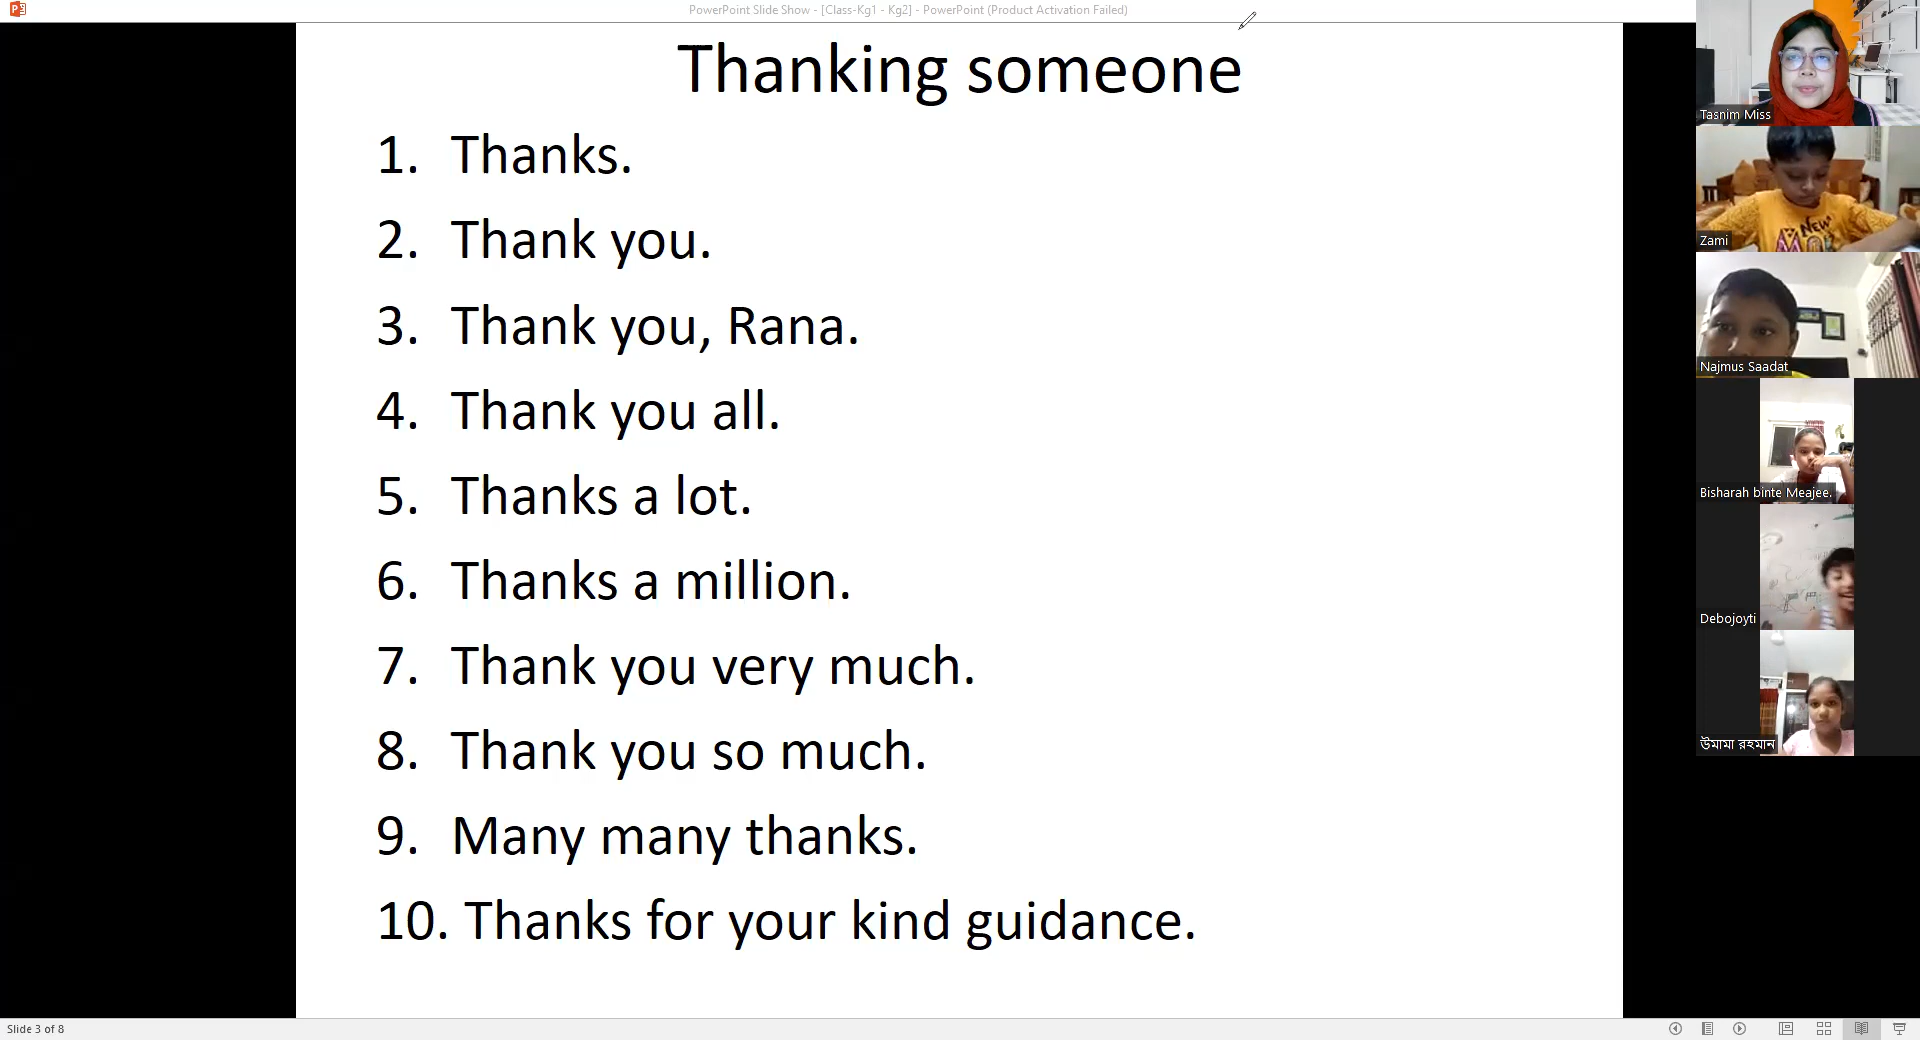 PowerPoint Slide Show - [Class-Kg1 - Kg2] - PowerPoint (Product Activation Failed)
Thanking someone
1. Thanks.
2. Thank you.
3. Thank you, Rana.
4. Thank you all.
5. Thanks a lot.
6. Thanks a million.
7. Thank you very much.
8. Thank you so much.
9. Many many thanks.
10. Thanks for your kind guidance.
Tasnim Miss
NEW
Zami
Najmus Saadat
Bisharah binte Meajee.
Debojoyti
উমামা রহমান
Slide 3 of 8